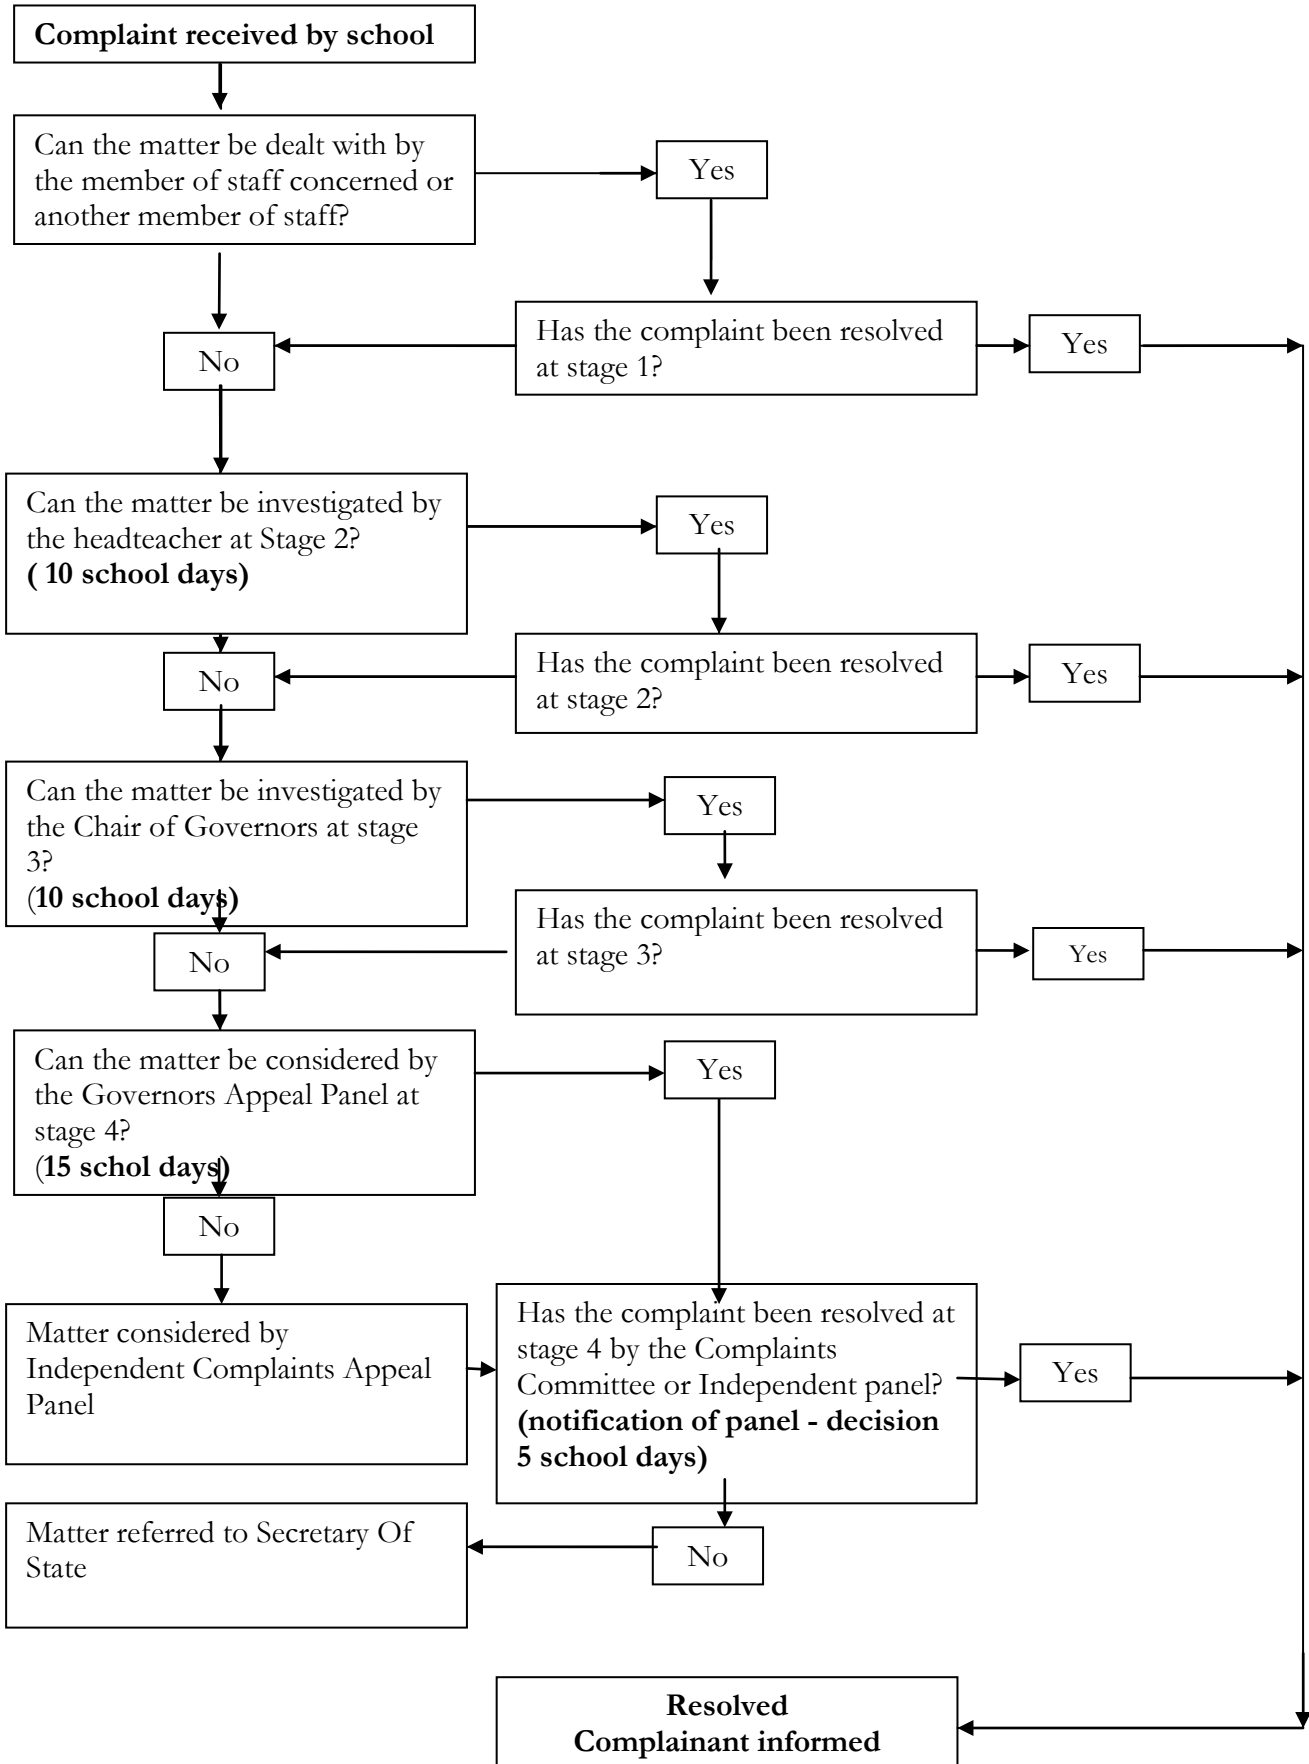 Complaint received by school
Can the matter be dealt with by
the member of staff concerned or
another member of staff?
Yes
Has the complaint been resolved
at stage 1?
Yes
No
Can the matter be investigated by
the headteacher at Stage 2?
( 10 school days)
Yes
Has the complaint been resolved
at stage 2?
Yes
No
Can the matter be investigated by
the Chair of Governors at stage
3?
(10 school days)
Yes
Has the complaint been resolved
at stage 3?
Yes
No
Can the matter be considered by
the Governors Appeal Panel at
stage 4?
(15 schol days)
Yes
No
Matter considered by
Independent Complaints Appeal
Panel
Has the complaint been resolved at
stage 4 by the Complaints
Committee or Independent panel?
(notification of panel - decision
5 school days)
Yes
No
Matter referred to Secretary Of
State
Resolved
Complainant informed